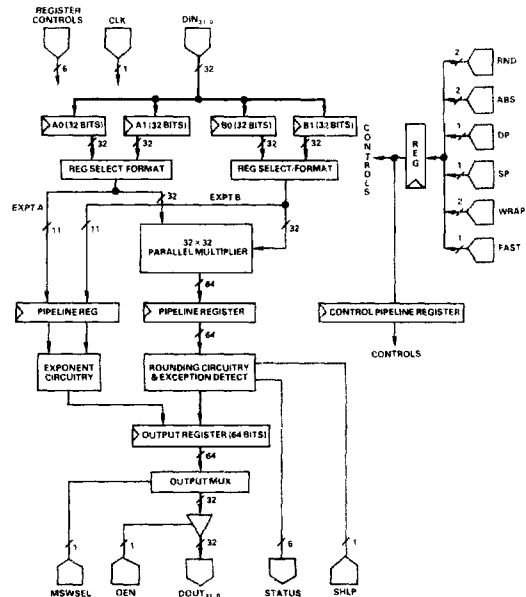 REGISTER
CONTROLS
CLK
DIN31..0
6
1
32
A0 (32 BITS)
A1 (32 BITS)
B0 (32 BITS)
B1 (32 BITS)
32
32
32
32
REG SELECT FORMAT
REG SELECT/FORMAT
EXPT A
EXPT B
32
11
11
32
32 × 32
PARALLEL MULTIPLIER
64
PIPELINE REG
PIPELINE REGISTER
64
EXPONENT
CIRCUITRY
ROUNDING CIRCUITRY
& EXCEPTION DETECT
OUTPUT REGISTER (64 BITS)
64
OUTPUT MUX
32
1
1
32
6
1
MSWSEL
OEN
DOUT31..0
STATUS
SHLP
CONTROLS
REG
2
RND
2
ABS
DP
1
SP
2
WRAP
1
FAST
CONTROL PIPELINE REGISTER
CONTROLS